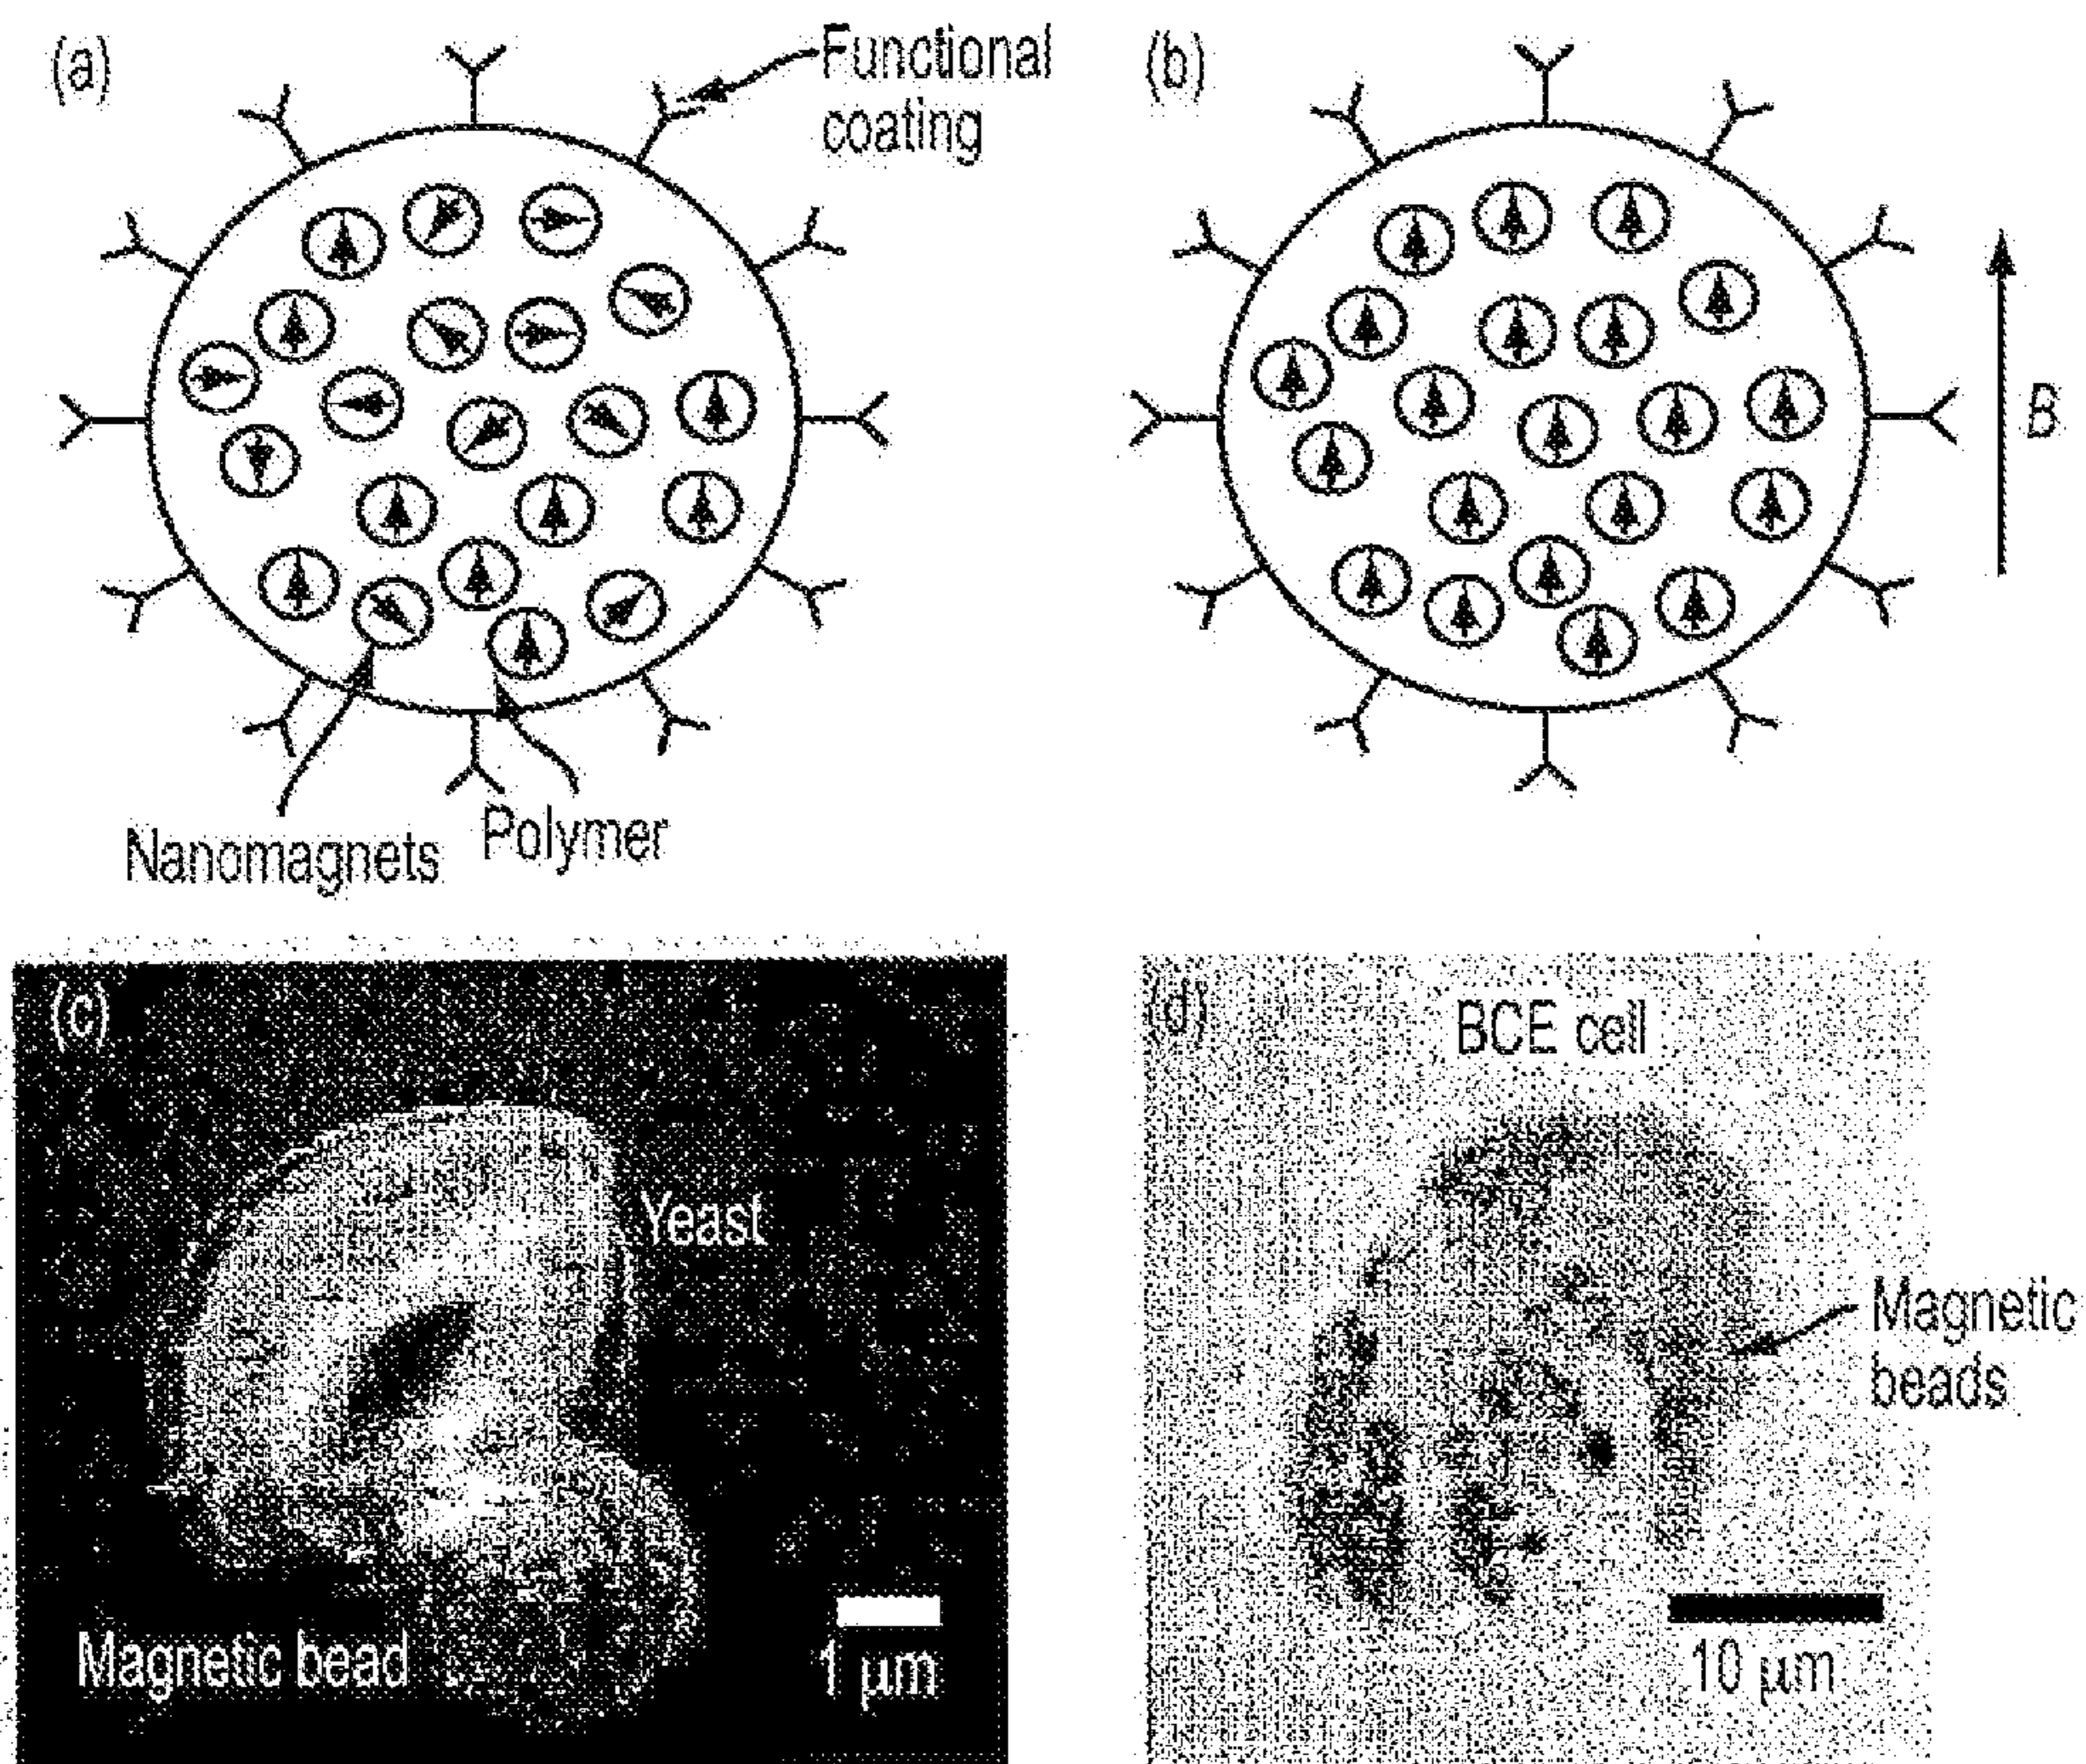 (a)
Functional
coating
(b)
B
Nanomagnets
Polymer
(c)
Yeast
Magnetic bead
1 μm
(d)
BCE cell
Magnetic
beads
10 μm